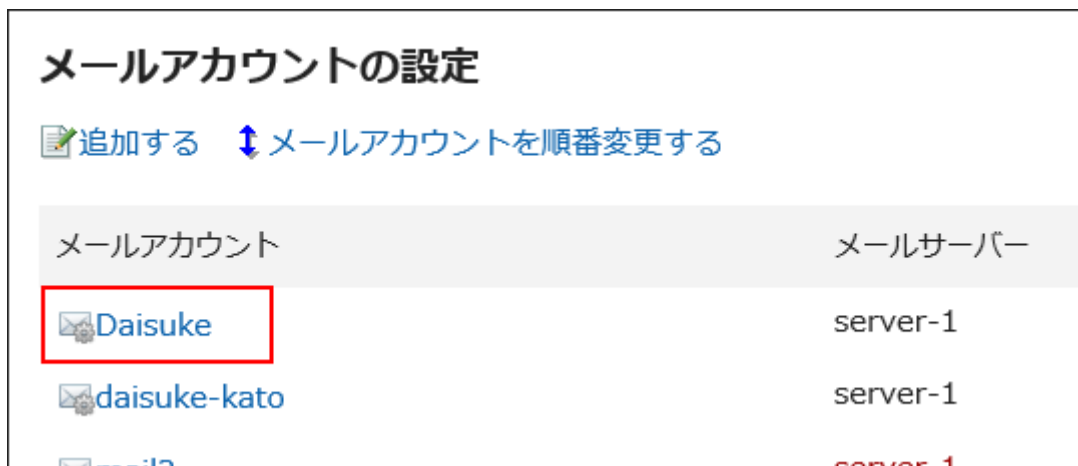 メールアカウントの設定
追加する メールアカウントを順番変更する
メールアカウント メールサーバー
Daisuke server-1
daisuke-kato server-1
server-1